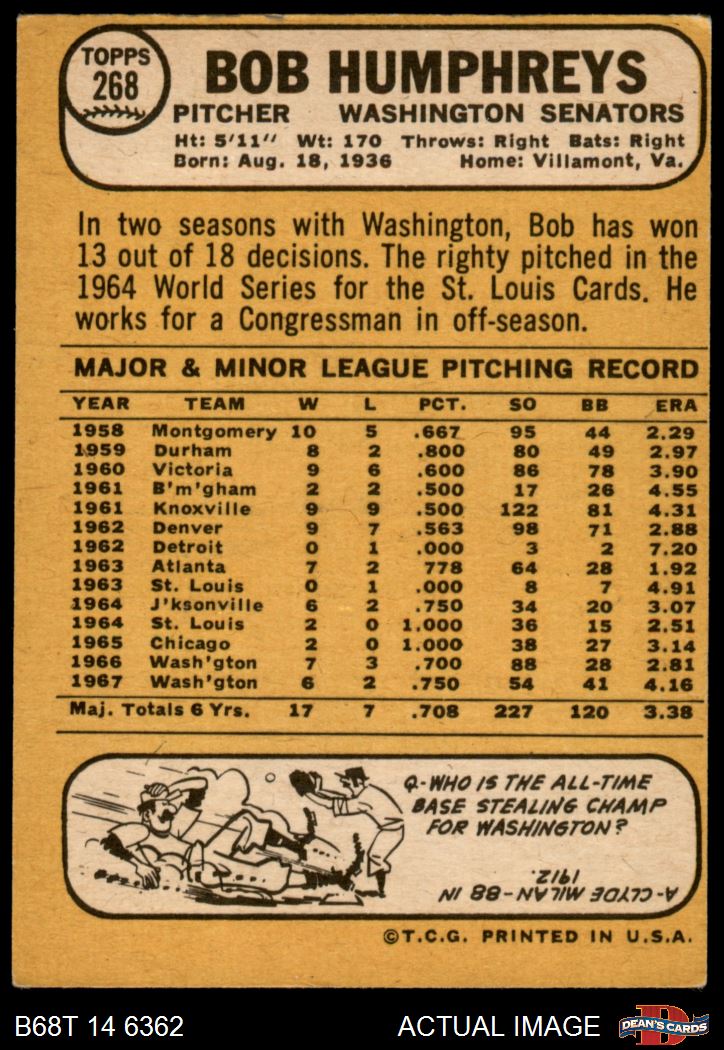 TOPPS
268
BOB HUMPHREYS
PITCHER WASHINGTON SENATORS
Ht: 5'11" Wt: 170 Throws: Right Bats: Right
Born: Aug. 18, 1936 Home: Villamont, Va.
In two seasons with Washington, Bob has won
13 out of 18 decisions. The righty pitched in the
1964 World Series for the St. Louis Cards. He
works for a Congressman in off-season.
MAJOR & MINOR LEAGUE PITCHING RECORD
YEAR TEAM W L PCT. SO BB ERA
1958 Montgomery 10 5 .667 95 44 2.29
1959 Durham 8 2 .800 80 49 2.97
1960 Victoria 9 6 .600 86 78 3.90
1961 B'm'gham 2 2 .500 17 26 4.55
1961 Knoxville 9 9 .500 122 81 4.31
1962 Denver 9 7 .563 98 71 2.88
1962 Detroit 0 1 .000 3 2 7.20
1963 Atlanta 7 2 778 64 28 1.92
1963 St. Louis 0 1 .000 8 7 4.91
1964 J'ksonville 6 2 .750 34 20 3.07
1964 St. Louis 2 0 1.000 36 15 2.51
1965 Chicago 2 0 1.000 38 27 3.14
1966 Wash'gton 7 3 .700 88 28 2.81
1967 Wash'gton 6 2 .750 54 41 4.16
Maj. Totals 6 Yrs. 17 7 .708 227 120 3.38
Q-WHO IS THE ALL-TIME
BASE STEALING CHAMP
FOR WASHINGTON?
A-CLYDE MILAN-88 IN
1912.
©T.C.G. PRINTED IN U.S.A.
B68T 14 6362
ACTUAL IMAGE
D
DEAN'S CARDS